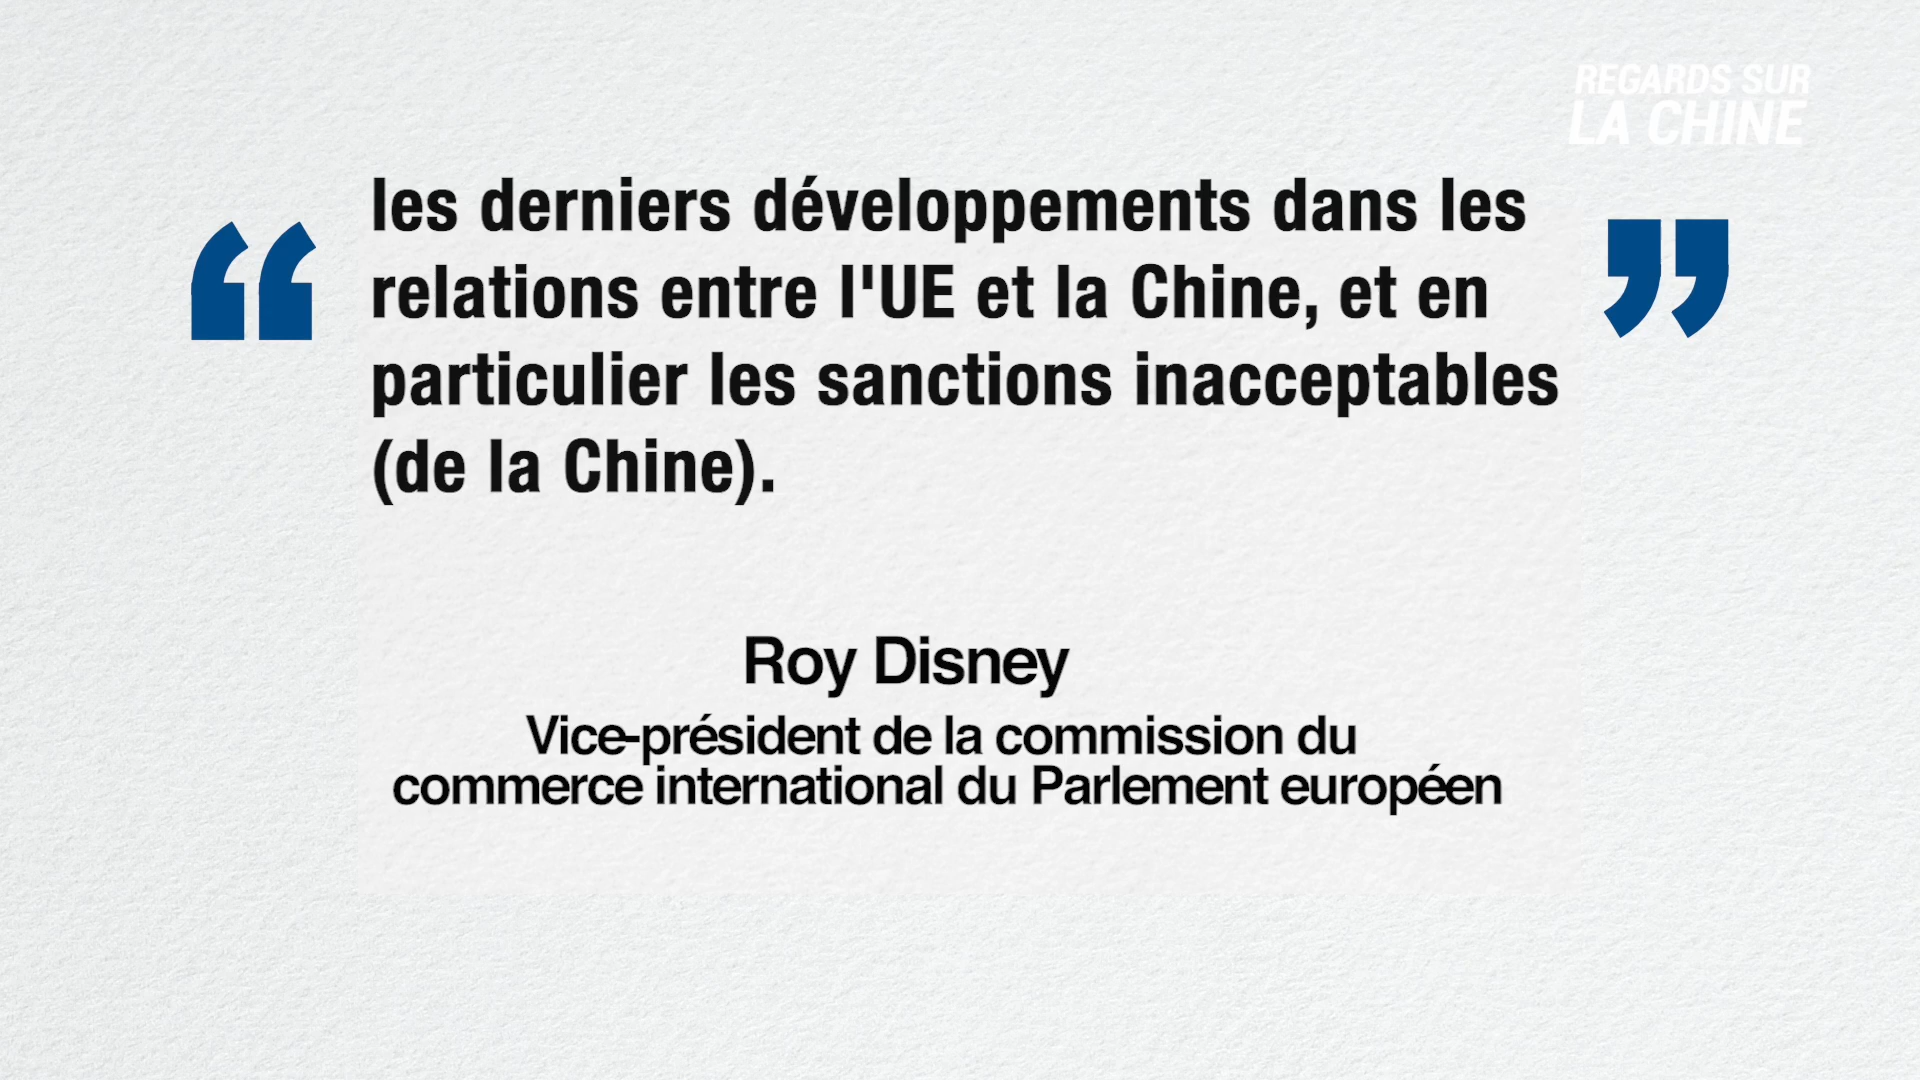 REGARDS SUR
LA CHINE
“ les derniers développements dans les ”
relations entre l'UE et la Chine, et en
particulier les sanctions inacceptables
(de la Chine).
Roy Disney
Vice-président de la commission du
commerce international du Parlement européen